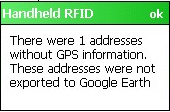 Handheld RFID ok
There were 1 addresses
without GPS information.
These addresses were not
exported to Google Earth